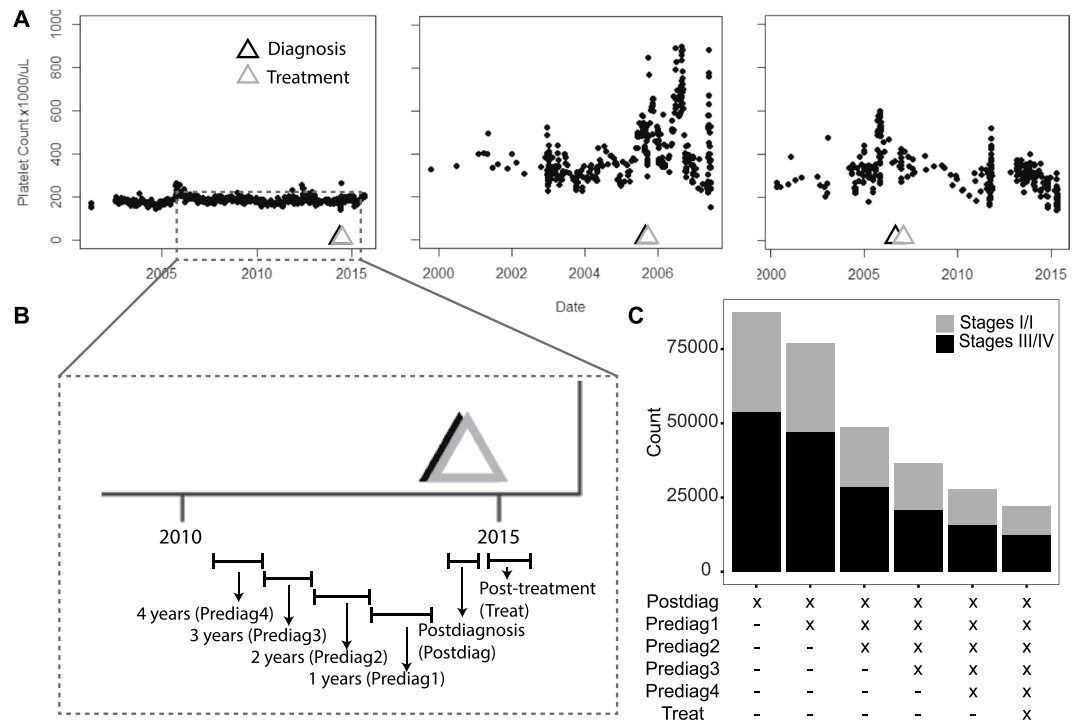 A
Platelet Count x1000/uL
1000
800
600
400
200
0
Diagnosis
Treatment
2005
2010
2015
2000
2002
2004
2006
2000
2005
2010
2015
Date
B
2010
2015
4 years (Prediag4)
3 years (Prediag3)
2 years (Prediag2)
1 years (Prediag1)
Postdiagnosis
(Postdiag)
Post-treatment
(Treat)
C
Stages I/I
Stages III/IV
Count
75000
50000
25000
0
Postdiag x x x x x x
Prediag1 - x x x x x
Prediag2 - - x x x x
Prediag3 - - - x x x
Prediag4 - - - - x x
Treat - - - - - x